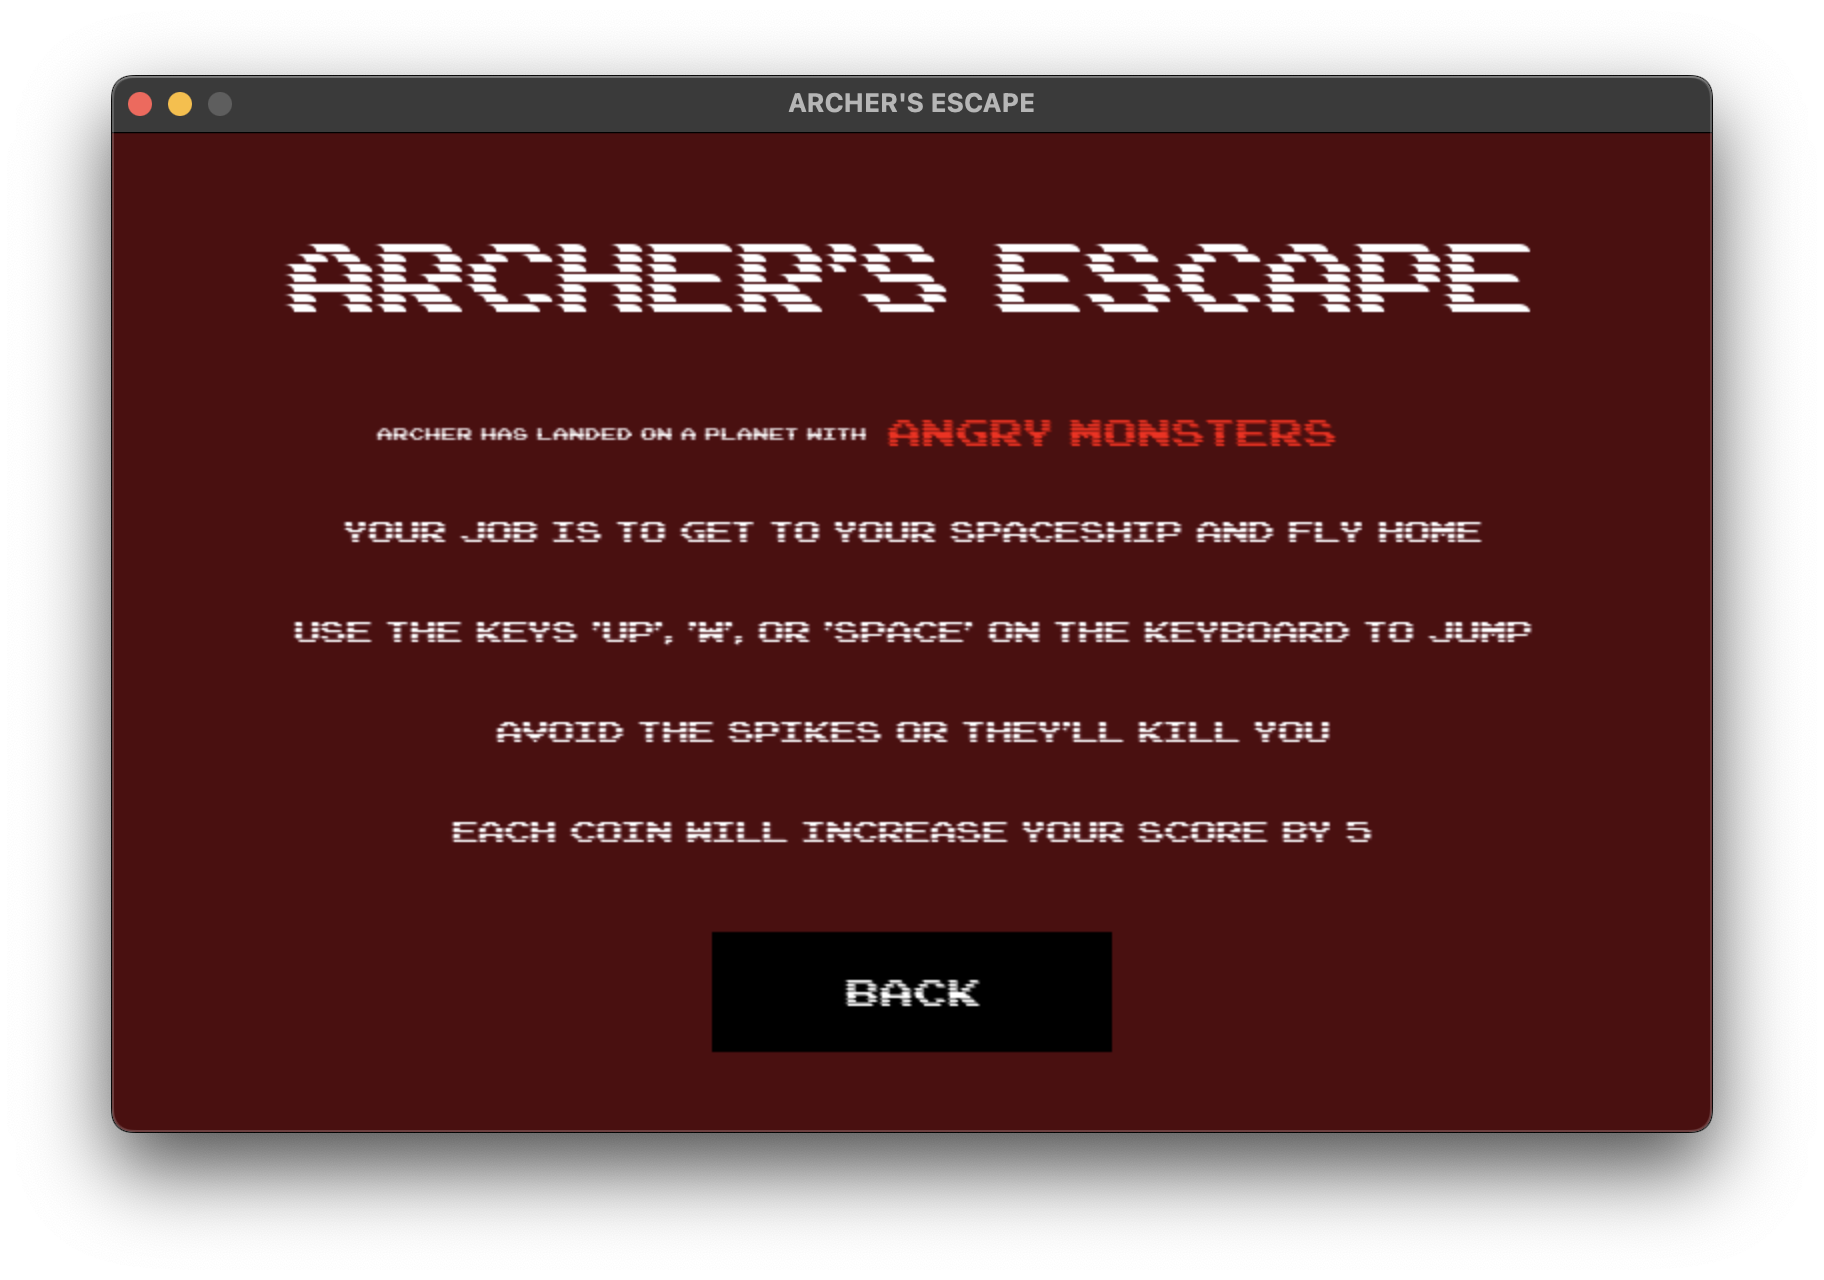 ARCHER'S ESCAPE
ARCHER'S ESCAPE
ARCHER HAS LANDED ON A PLANET WITH ANGRY MONSTERS
YOUR JOB IS TO GET TO YOUR SPACESHIP AND FLY HOME
USE THE KEYS 'UP', 'W', OR 'SPACE' ON THE KEYBOARD TO JUMP
AVOID THE SPIKES OR THEY'LL KILL YOU
EACH COIN WILL INCREASE YOUR SCORE BY 5
BACK